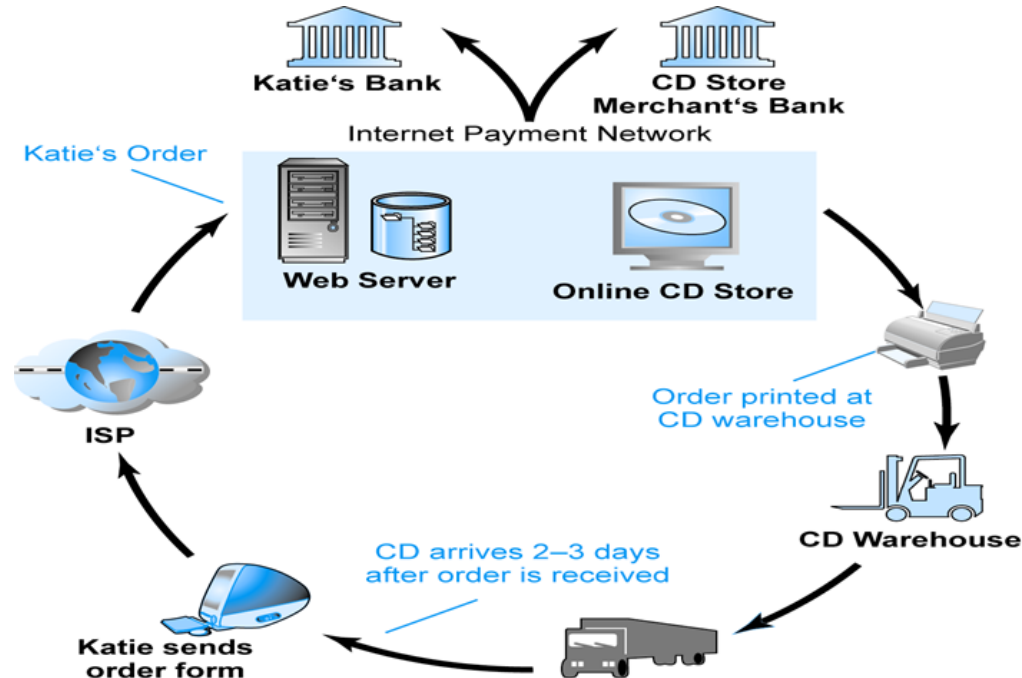 Katie's Bank
CD Store
Merchant‘s Bank
Internet Payment Network
Katie‘s Order
Web Server
Online CD Store
Order printed at
CD warehouse
ISP
CD Warehouse
CD arrives 2–3 days
after order is received
Katie sends
order form